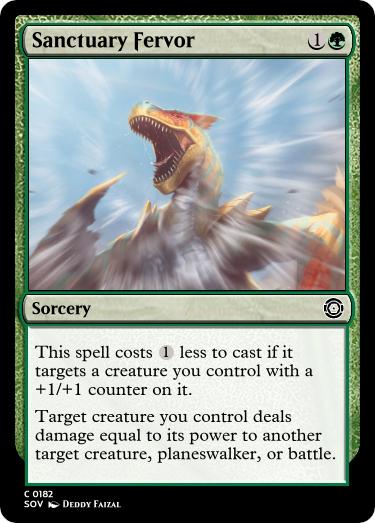 Sanctuary Fervor 1
Sorcery
This spell costs 1 less to cast if it
targets a creature you control with a
+1/+1 counter on it.
Target creature you control deals
damage equal to its power to another
target creature, planeswalker, or battle.
C 0182
SOV Deddy Faizal